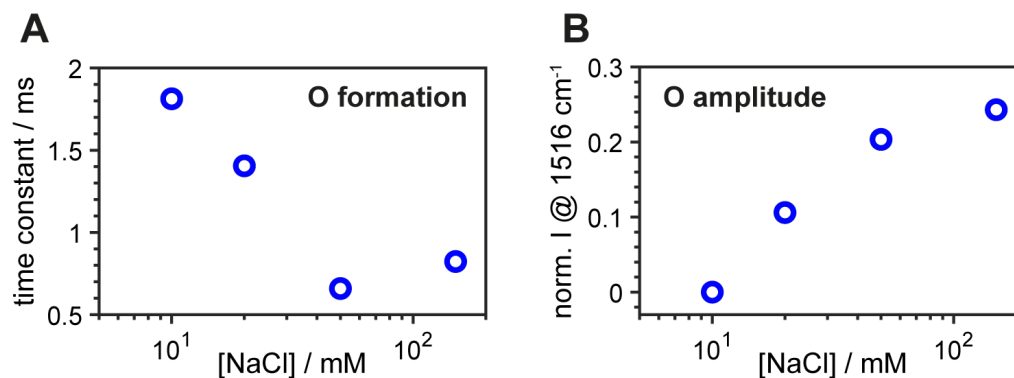 A
time constant / ms
2
1.5
1
0.5
O formation
10¹
10²
[NaCl] / mM
B
norm. I @ 1516 cm⁻¹
0.3
0.2
0.1
0
O amplitude
10¹
10²
[NaCl] / mM